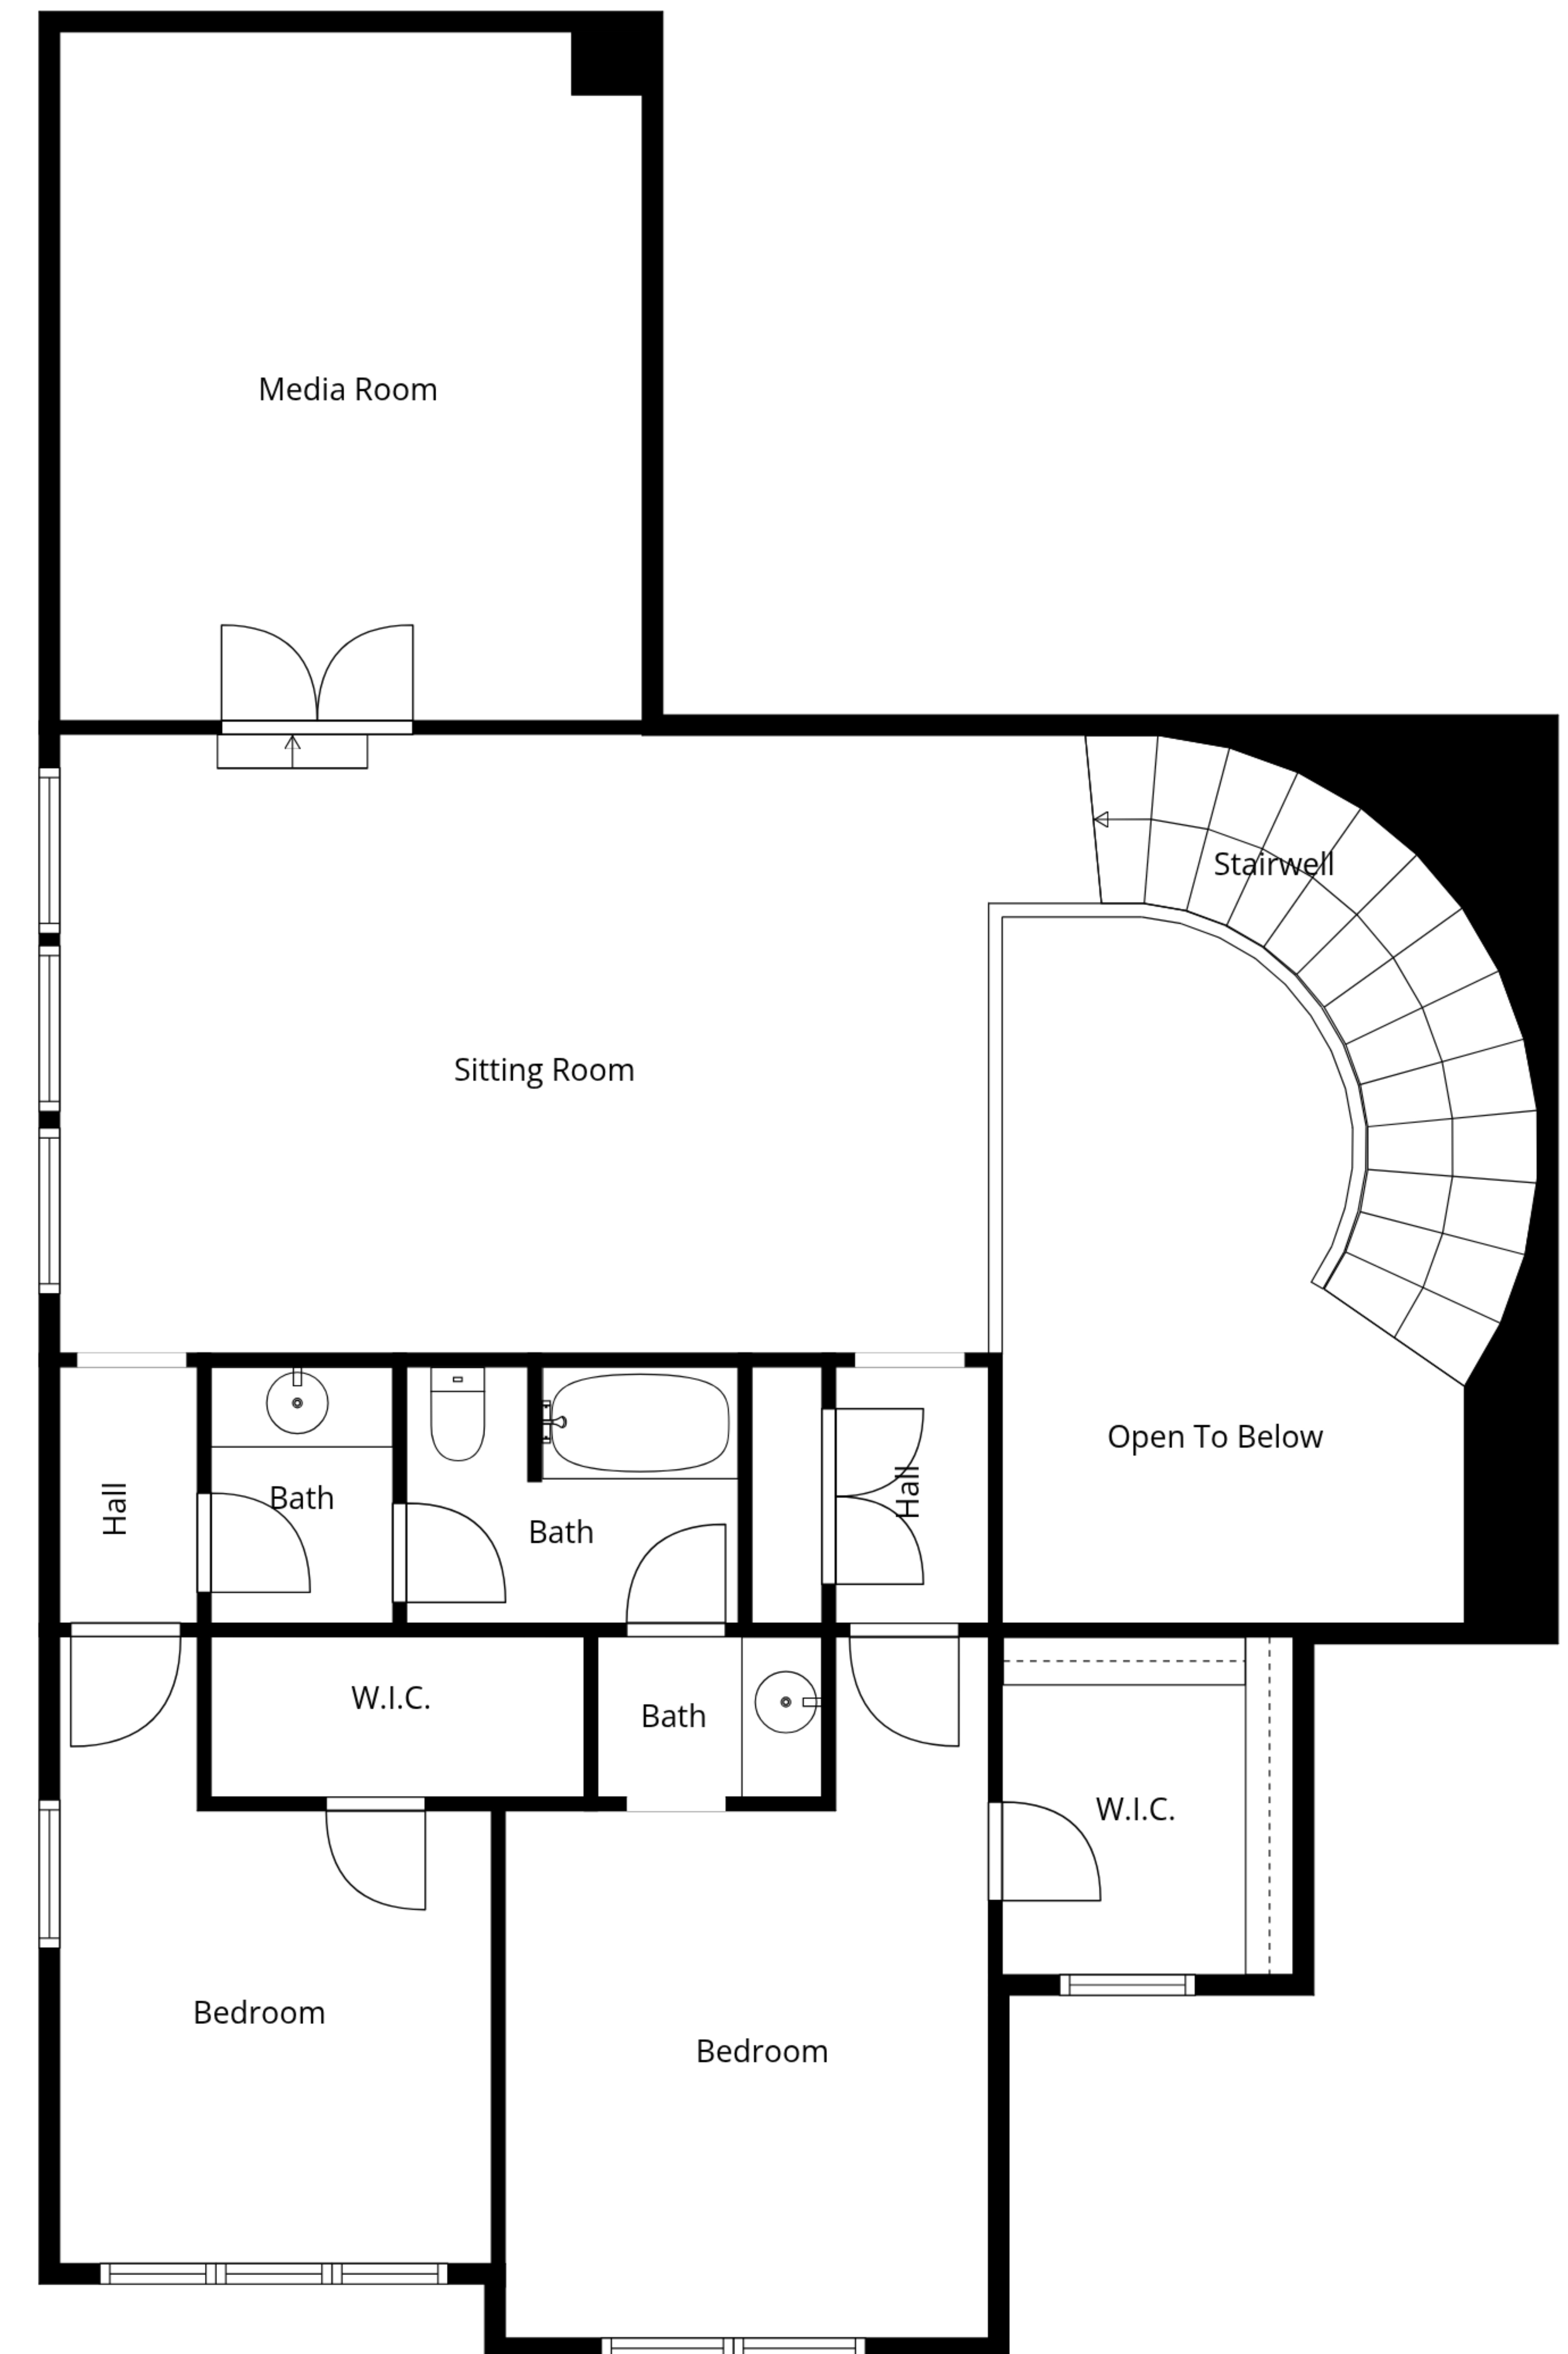 Media Room
Stairwell
Sitting Room
Open To Below
Hall
Bath
Bath
Hall
W.I.C.
Bath
W.I.C.
Bedroom
Bedroom